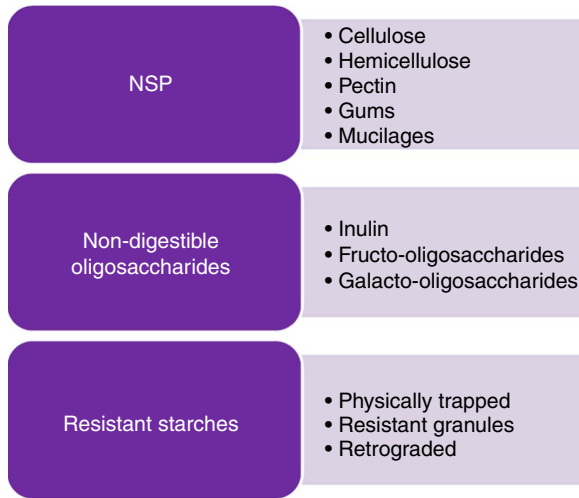 NSP
• Cellulose
• Hemicellulose
• Pectin
• Gums
• Mucilages
Non-digestible
oligosaccharides
• Inulin
• Fructo-oligosaccharides
• Galacto-oligosaccharides
Resistant starches
• Physically trapped
• Resistant granules
• Retrograded